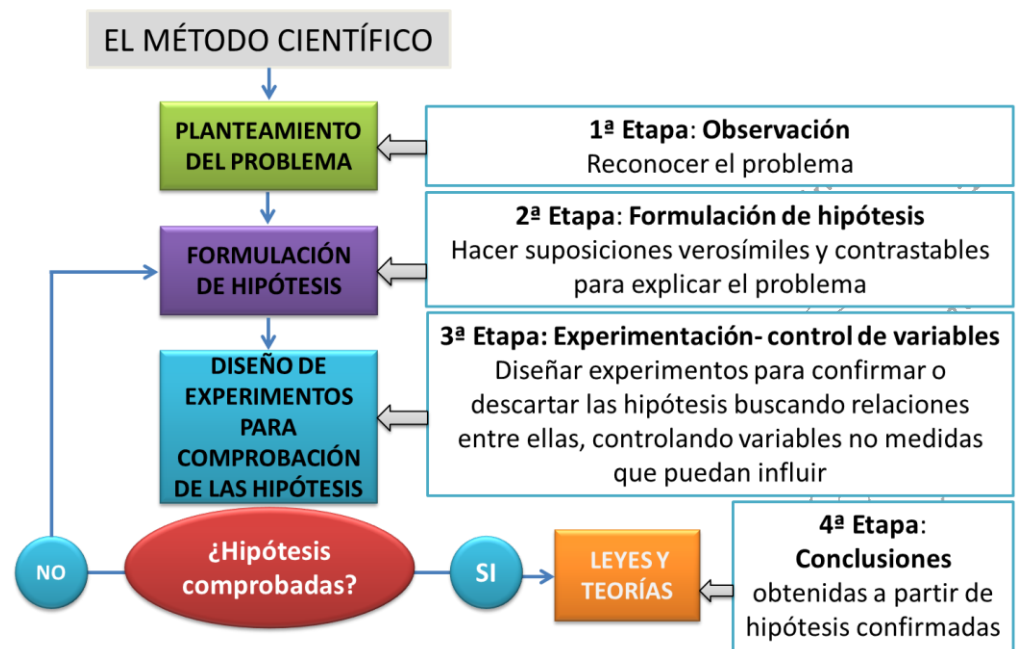 EL MÉTODO CIENTÍFICO
PLANTEAMIENTO
DEL PROBLEMA
1ª Etapa: Observación
Reconocer el problema
FORMULACIÓN
DE HIPÓTESIS
2ª Etapa: Formulación de hipótesis
Hacer suposiciones verosímiles y contrastables
para explicar el problema
DISEÑO DE
EXPERIMENTOS
PARA
COMPROBACIÓN
DE LAS HIPÓTESIS
3ª Etapa: Experimentación- control de variables
Diseñar experimentos para confirmar o
descartar las hipótesis buscando relaciones
entre ellas, controlando variables no medidas
que puedan influir
NO
¿Hipótesis
comprobadas?
SI
LEYES Y
TEORÍAS
4ª Etapa:
Conclusiones
obtenidas a partir de
hipótesis confirmadas